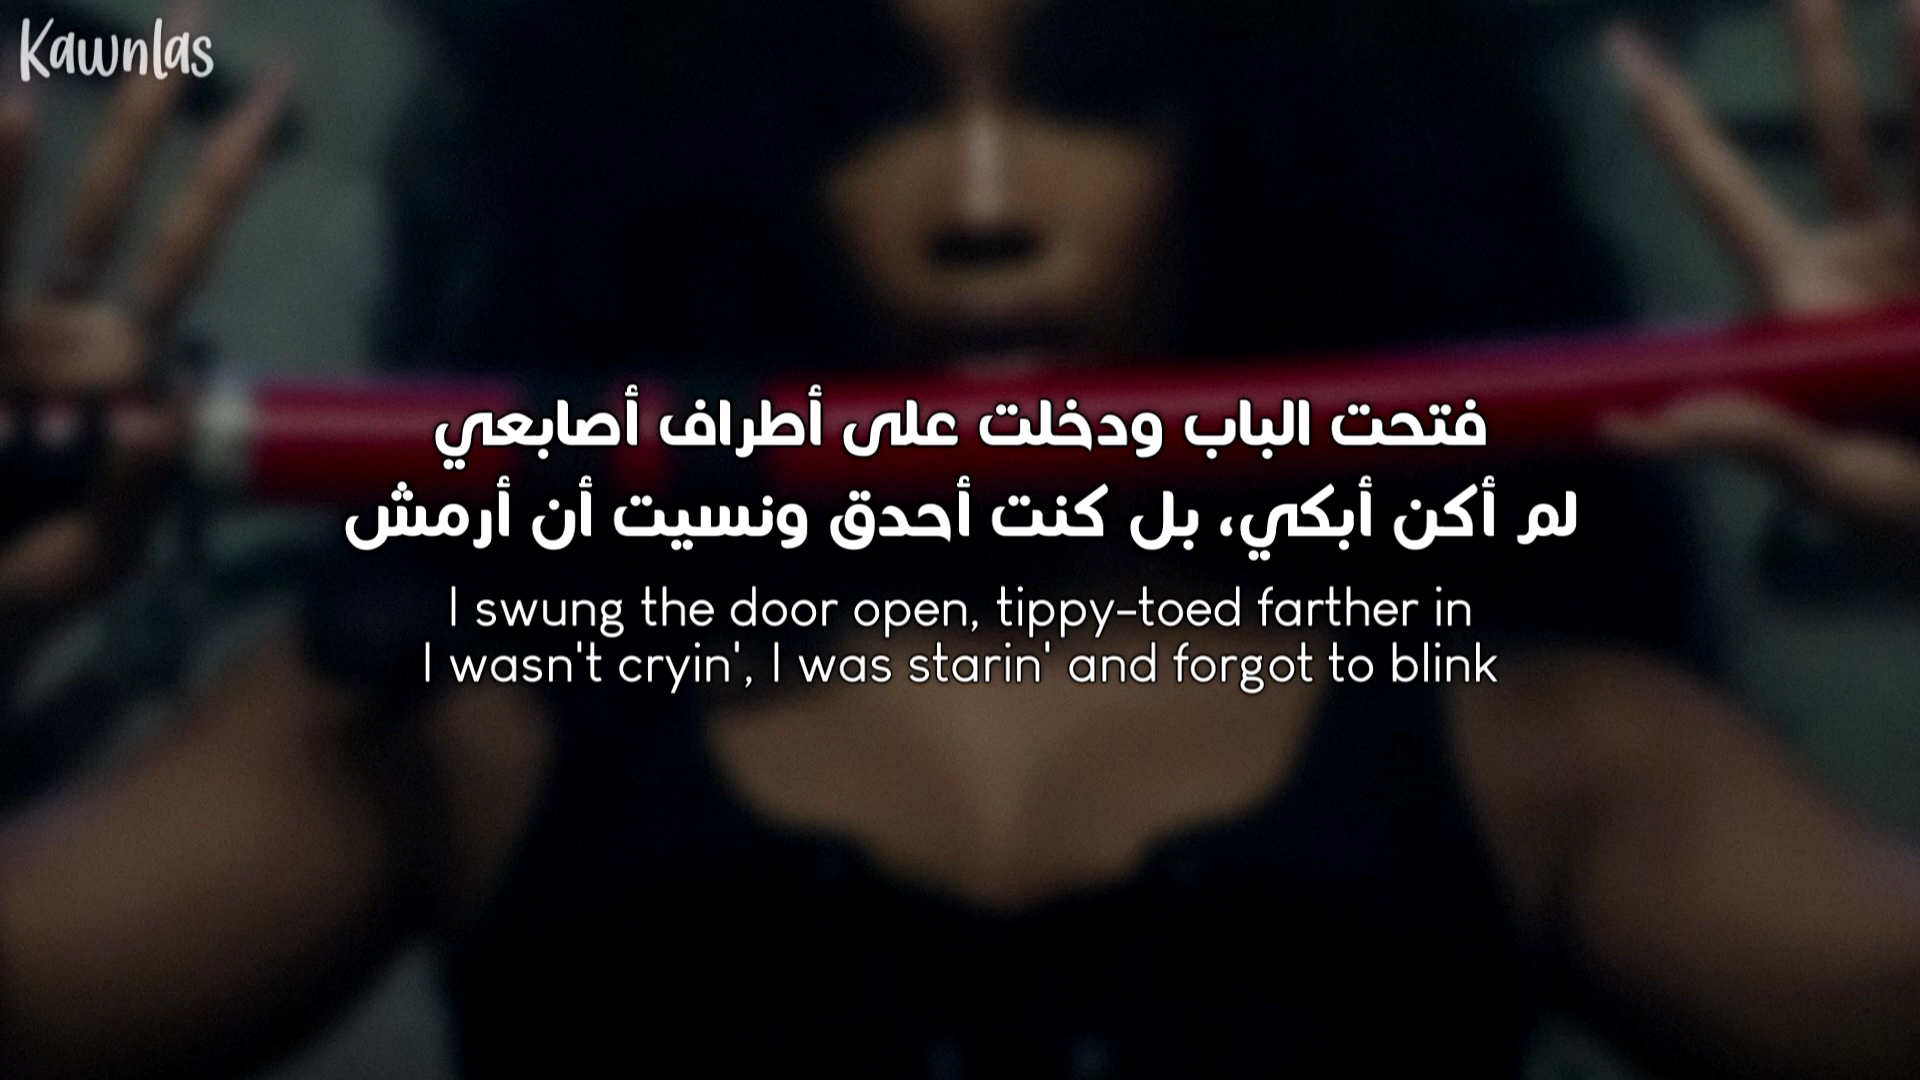 Kawnlas
فتحت الباب ودخلت على أطراف أصابعي
لم أكن أبكي، بل كنت أحدق ونسيت أن أرمش
I swung the door open, tippy-toed farther in
I wasn't cryin', I was starin' and forgot to blink